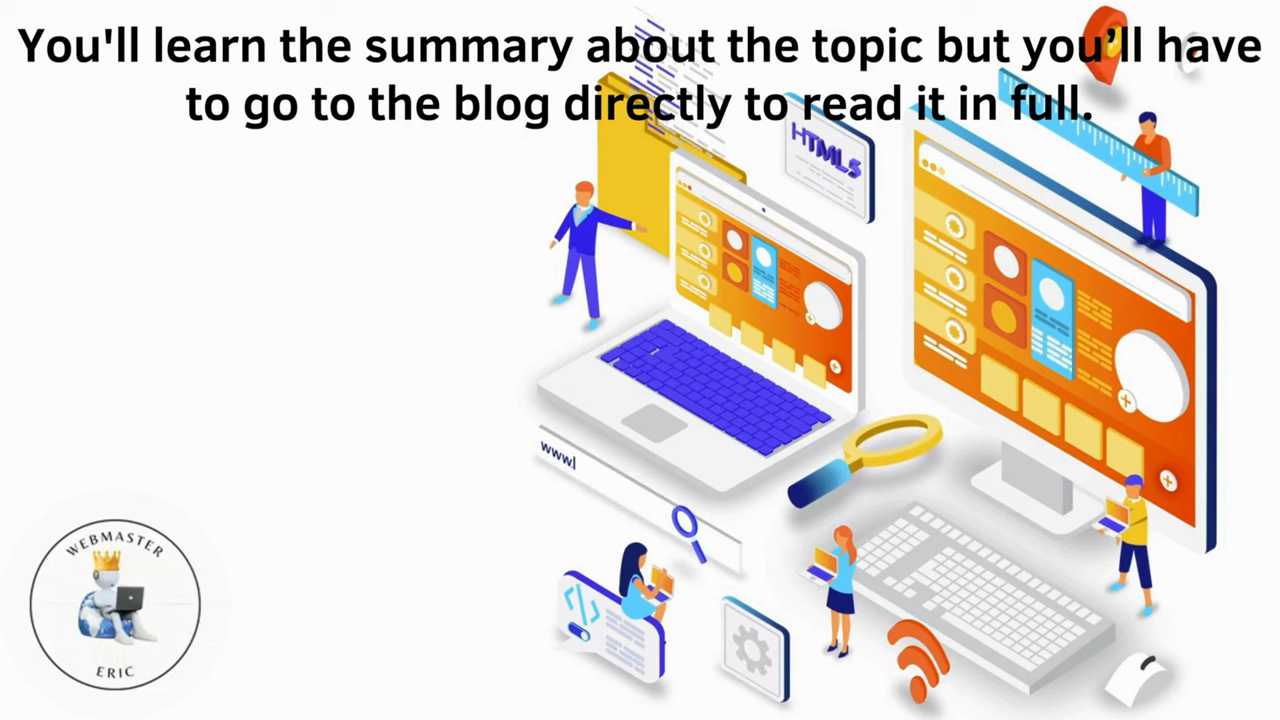 You'll learn the summary about the topic but you’ll have
to go to the blog directly to read it in full.
HTML5
www
WEBMASTER
ERIC